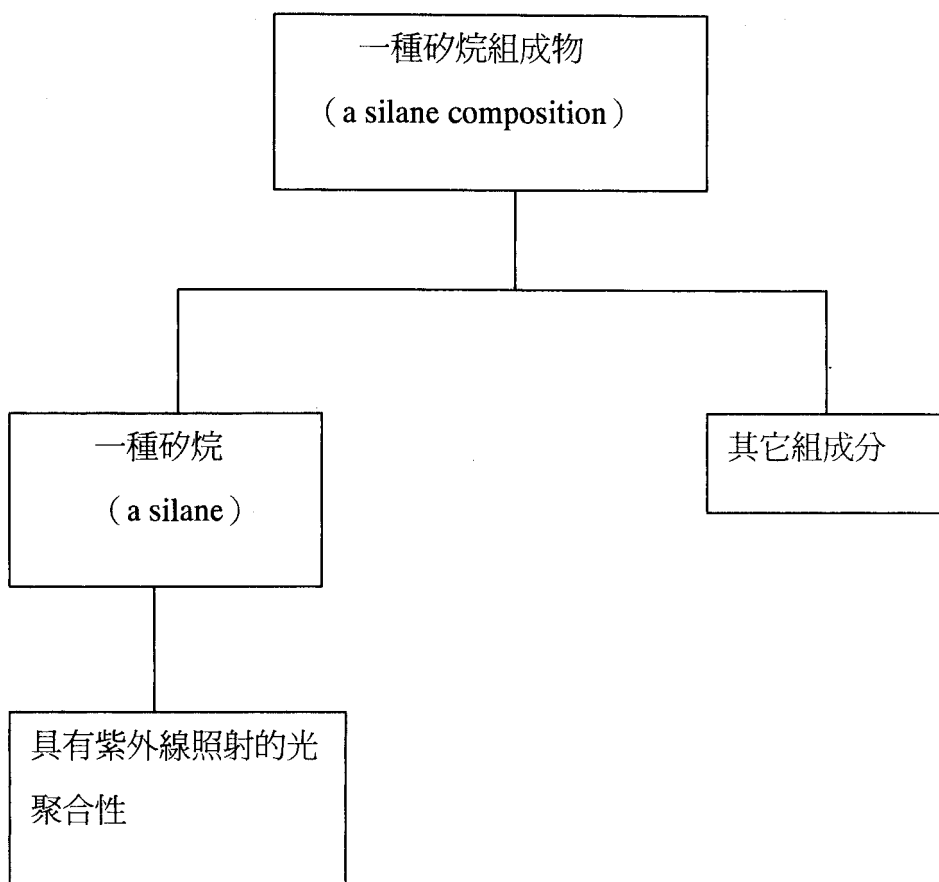 一種矽烷組成物
（a silane composition）
一種矽烷
（a silane）
其它組成分
具有紫外線照射的光
聚合性